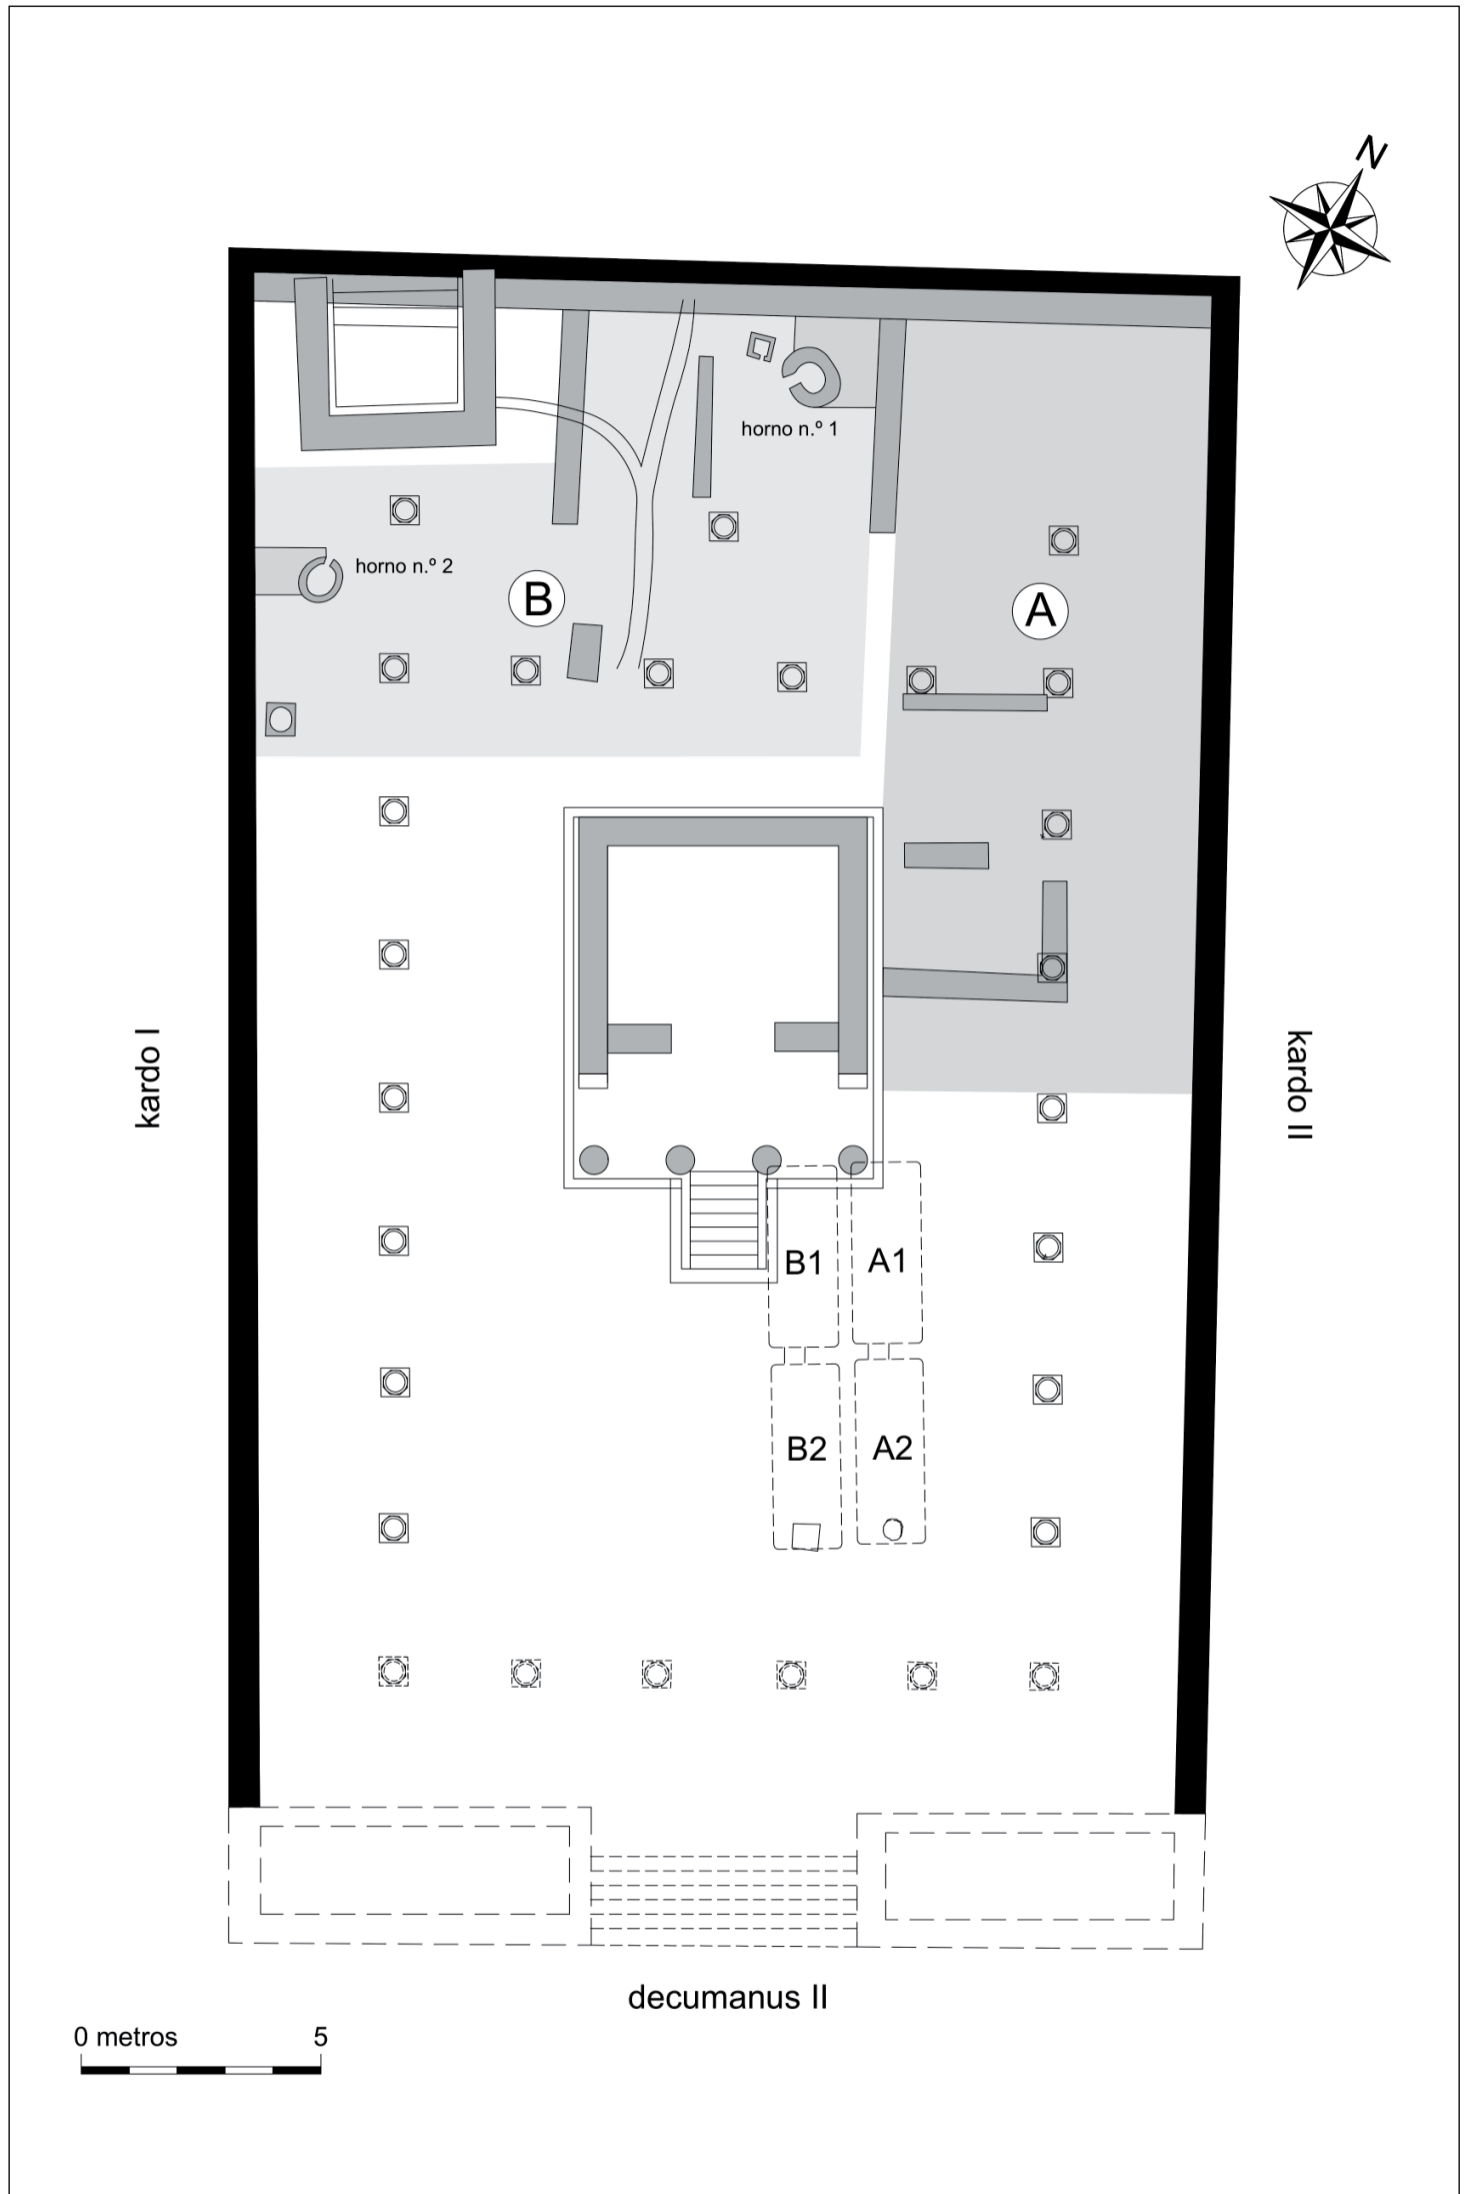 N
horno n.º 1
horno n.º 2
B
A
kardo I
kardo II
B1
A1
B2
A2
decumanus II
0 metros 5